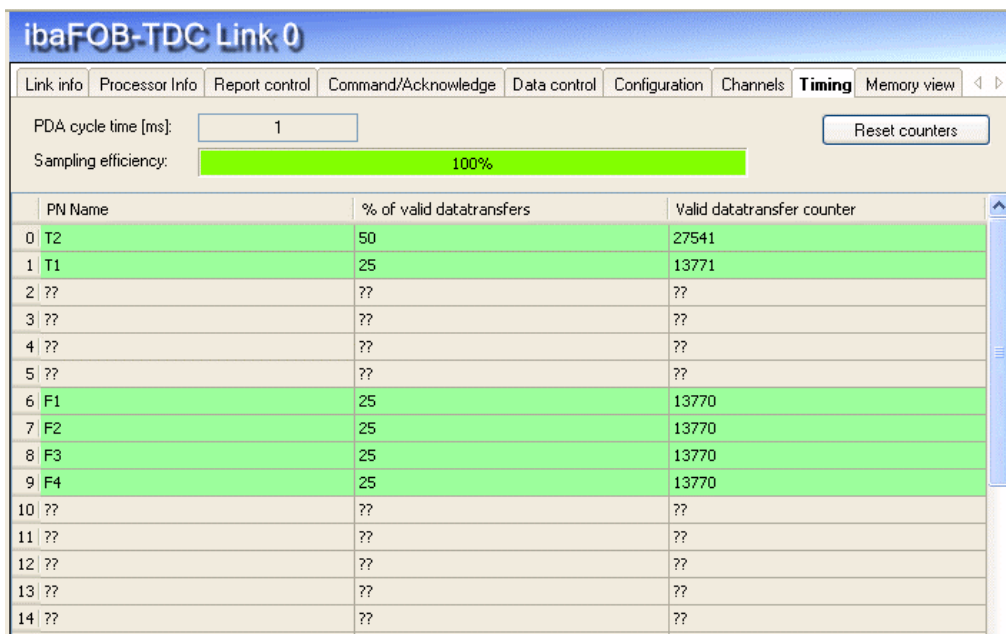 ibaFOB-TDC Link 0
Link info Processor Info Report control Command/Acknowledge Data control Configuration Channels Timing Memory view
PDA cycle time [ms]: 1 Reset counters
Sampling efficiency: 100%
PN Name % of valid datatransfers Valid datatransfer counter
0 T2 50 27541
1 T1 25 13771
2 ?? ?? ??
3 ?? ?? ??
4 ?? ?? ??
5 ?? ?? ??
6 F1 25 13770
7 F2 25 13770
8 F3 25 13770
9 F4 25 13770
10 ?? ?? ??
11 ?? ?? ??
12 ?? ?? ??
13 ?? ?? ??
14 ?? ?? ??